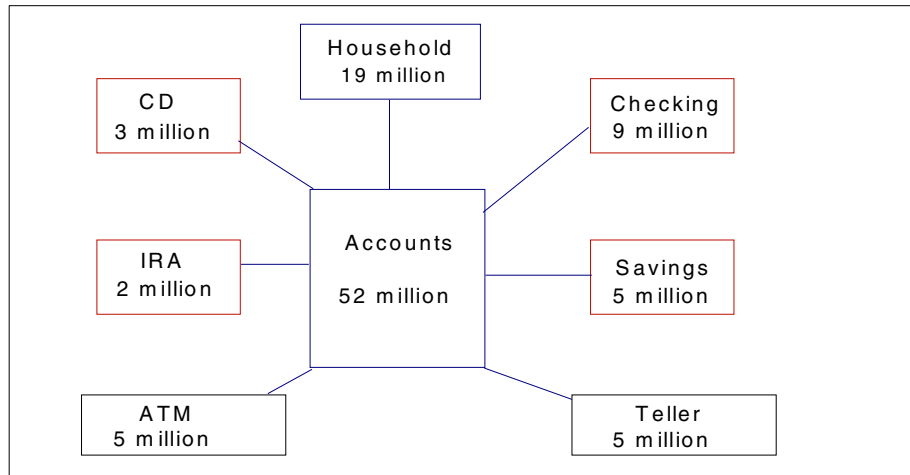 Household
19 million
CD
3 million
Checking
9 million
Accounts
52 million
IRA
2 million
Savings
5 million
ATM
5 million
Teller
5 million